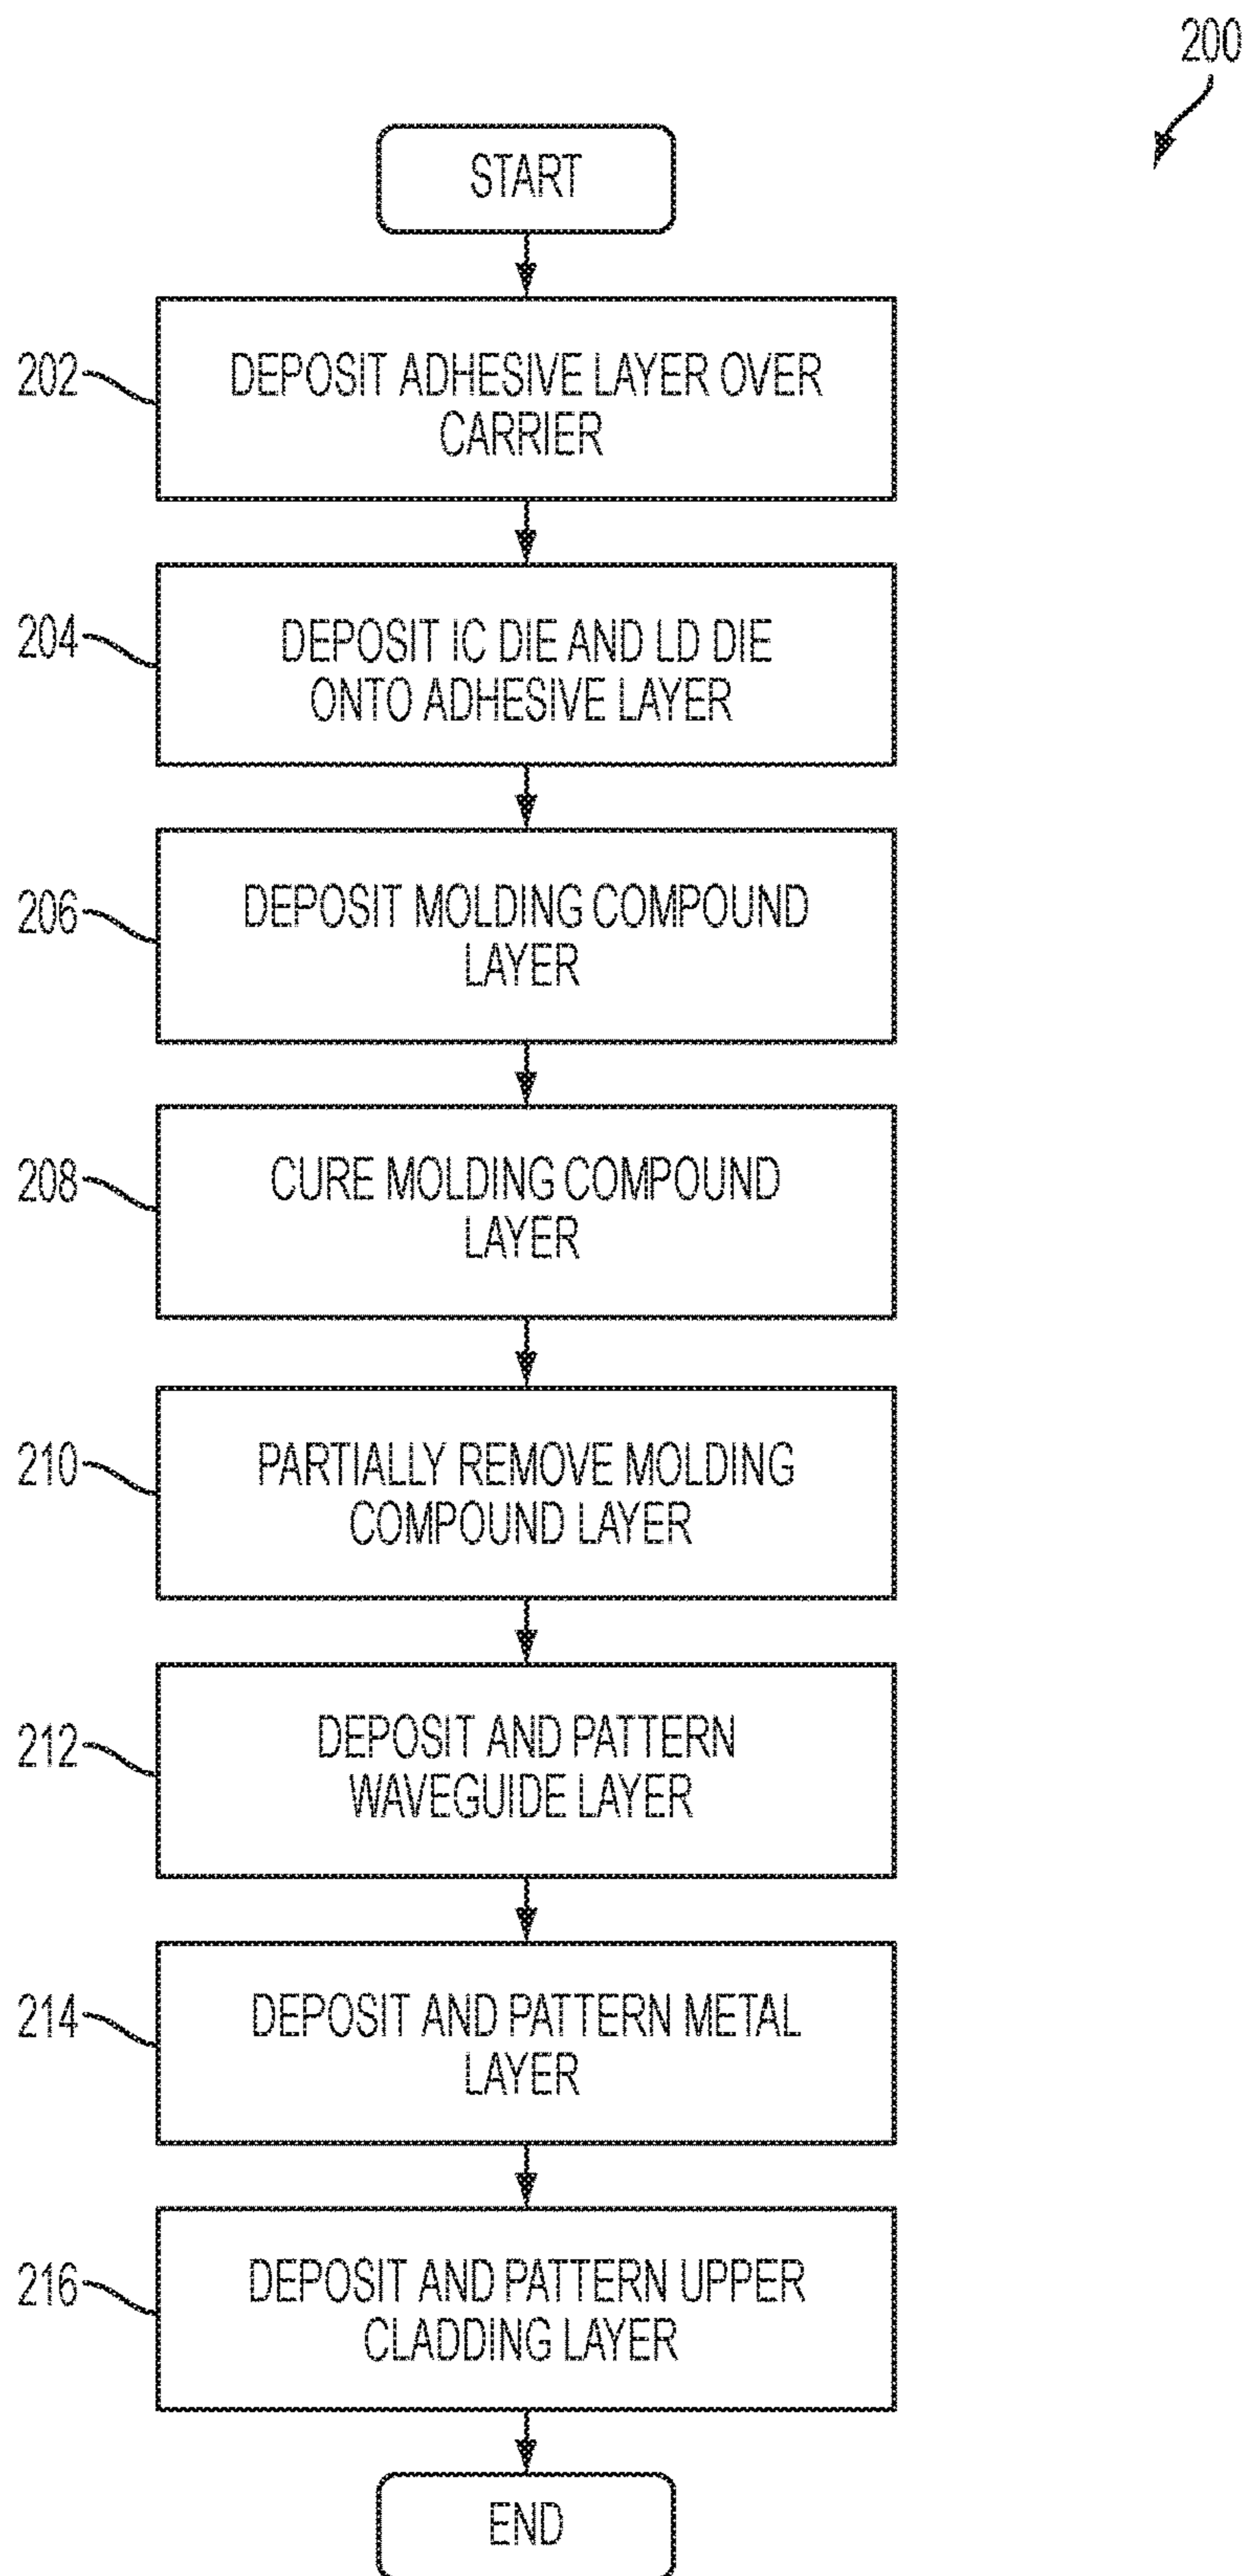 200
START
202
DEPOSIT ADHESIVE LAYER OVER
CARRIER
204
DEPOSIT IC DIE AND LD DIE
ONTO ADHESIVE LAYER
206
DEPOSIT MOLDING COMPOUND
LAYER
208
CURE MOLDING COMPOUND
LAYER
210
PARTIALLY REMOVE MOLDING
COMPOUND LAYER
212
DEPOSIT AND PATTERN
WAVEGUIDE LAYER
214
DEPOSIT AND PATTERN METAL
LAYER
216
DEPOSIT AND PATTERN UPPER
CLADDING LAYER
END